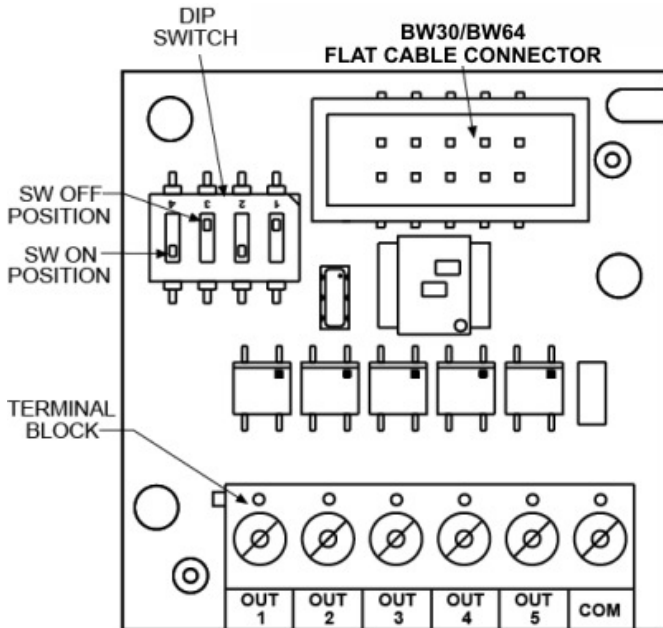 DIP
SWITCH
BW30/BW64
FLAT CABLE CONNECTOR
SW OFF
POSITION
4 3 2 1
SW ON
POSITION
TERMINAL
BLOCK
OUT OUT OUT OUT OUT COM
1 2 3 4 5